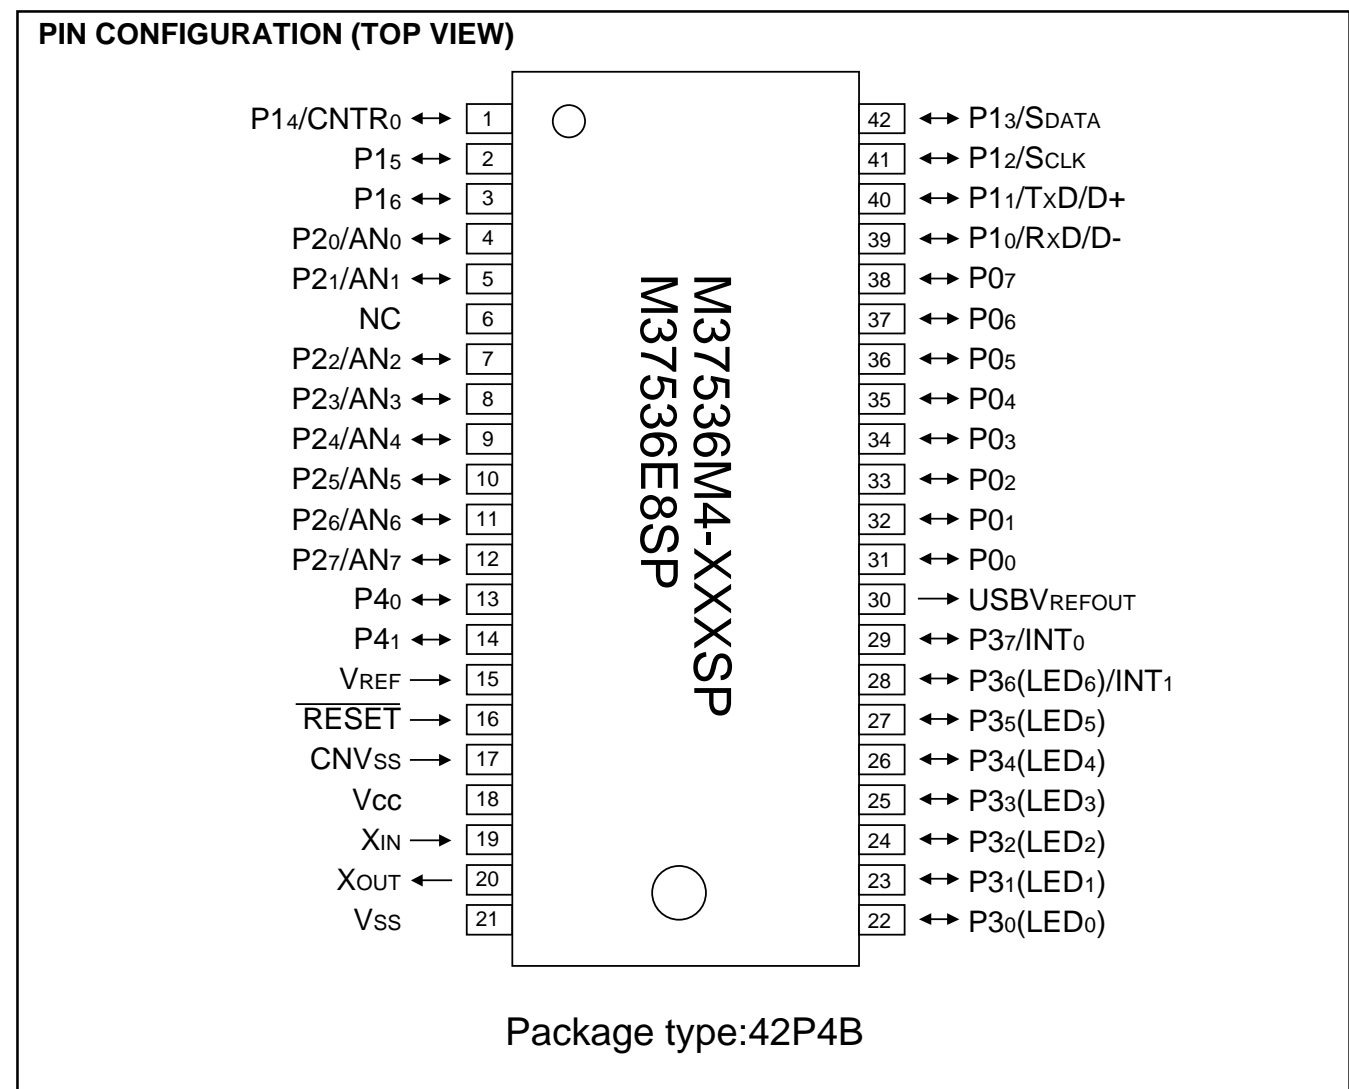 PIN CONFIGURATION (TOP VIEW)
P14/CNTR0 1
P15 2
P16 3
P20/AN0 4
P21/AN1 5
NC 6
P22/AN2 7
P23/AN3 8
P24/AN4 9
P25/AN5 10
P26/AN6 11
P27/AN7 12
P40 13
P41 14
VREF 15
RESET 16
CNVSS 17
VCC 18
XIN 19
XOUT 20
VSS 21
M37536M4-XXXSP
M37536E8SP
42 P13/SDATA
41 P12/SCLK
40 P11/TXD/D+
39 P10/RXD/D-
38 P07
37 P06
36 P05
35 P04
34 P03
33 P02
32 P01
31 P00
30 USBVREFOUT
29 P37/INT0
28 P36(LED6)/INT1
27 P35(LED5)
26 P34(LED4)
25 P33(LED3)
24 P32(LED2)
23 P31(LED1)
22 P30(LED0)
Package type:42P4B